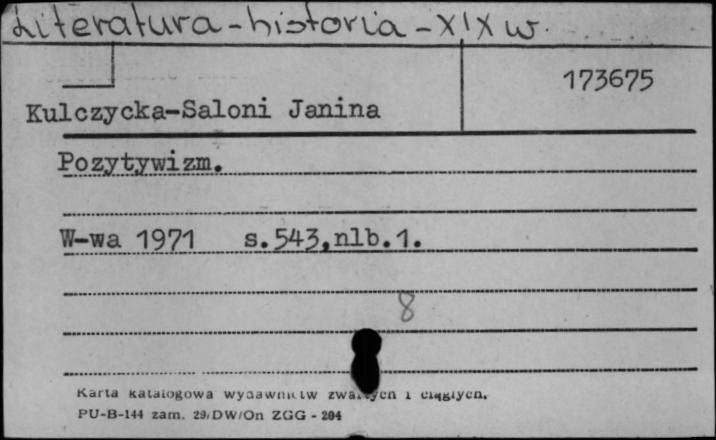 Literatura - historia - XIX w.
173675
Kulczycka-Saloni Janina
Pozytywizm.
W-wa 1971 s.543,nlb.1.
8
Karta katalogowa wydawnictw zwartych i ciągłych.
PU-B-144 zam. 29/DW/On ZGG - 204